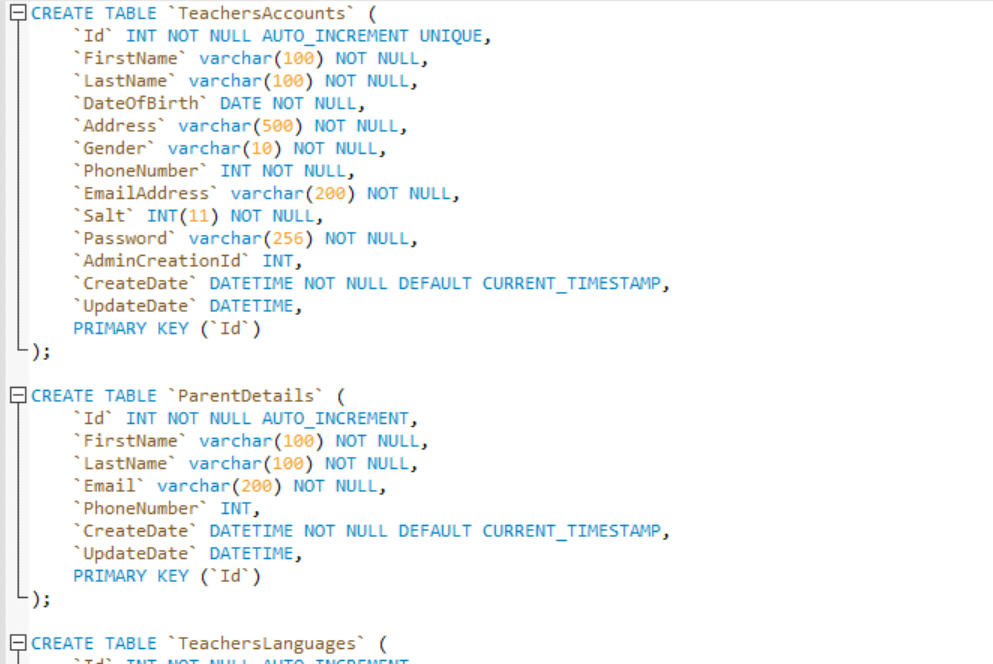 CREATE TABLE `TeachersAccounts` (
    `Id` INT NOT NULL AUTO_INCREMENT UNIQUE,
    `FirstName` varchar(100) NOT NULL,
    `LastName` varchar(100) NOT NULL,
    `DateOfBirth` DATE NOT NULL,
    `Address` varchar(500) NOT NULL,
    `Gender` varchar(10) NOT NULL,
    `PhoneNumber` INT NOT NULL,
    `EmailAddress` varchar(200) NOT NULL,
    `Salt` INT(11) NOT NULL,
    `Password` varchar(256) NOT NULL,
    `AdminCreationId` INT,
    `CreateDate` DATETIME NOT NULL DEFAULT CURRENT_TIMESTAMP,
    `UpdateDate` DATETIME,
    PRIMARY KEY (`Id`)
);
CREATE TABLE `ParentDetails` (
    `Id` INT NOT NULL AUTO_INCREMENT,
    `FirstName` varchar(100) NOT NULL,
    `LastName` varchar(100) NOT NULL,
    `Email` varchar(200) NOT NULL,
    `PhoneNumber` INT,
    `CreateDate` DATETIME NOT NULL DEFAULT CURRENT_TIMESTAMP,
    `UpdateDate` DATETIME,
    PRIMARY KEY (`Id`)
);
CREATE TABLE `TeachersLanguages` (
    `Id` INT NOT NULL AUTO_INCREMENT